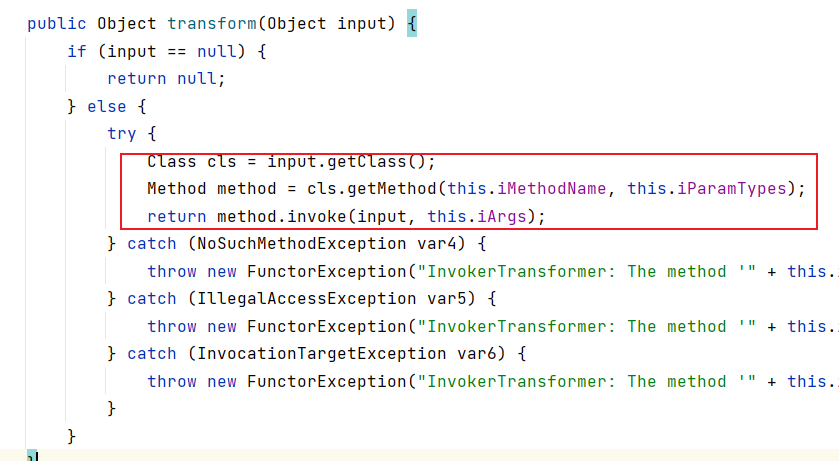 public Object transform(Object input) {
if (input == null) {
return null;
} else {
try {
Class cls = input.getClass();
Method method = cls.getMethod(this.iMethodName, this.iParamTypes);
return method.invoke(input, this.iArgs);
} catch (NoSuchMethodException var4) {
throw new FunctorException("InvokerTransformer: The method '" + this.
} catch (IllegalAccessException var5) {
throw new FunctorException("InvokerTransformer: The method '" + this.
} catch (InvocationTargetException var6) {
throw new FunctorException("InvokerTransformer: The method '" + this.
}
}
}